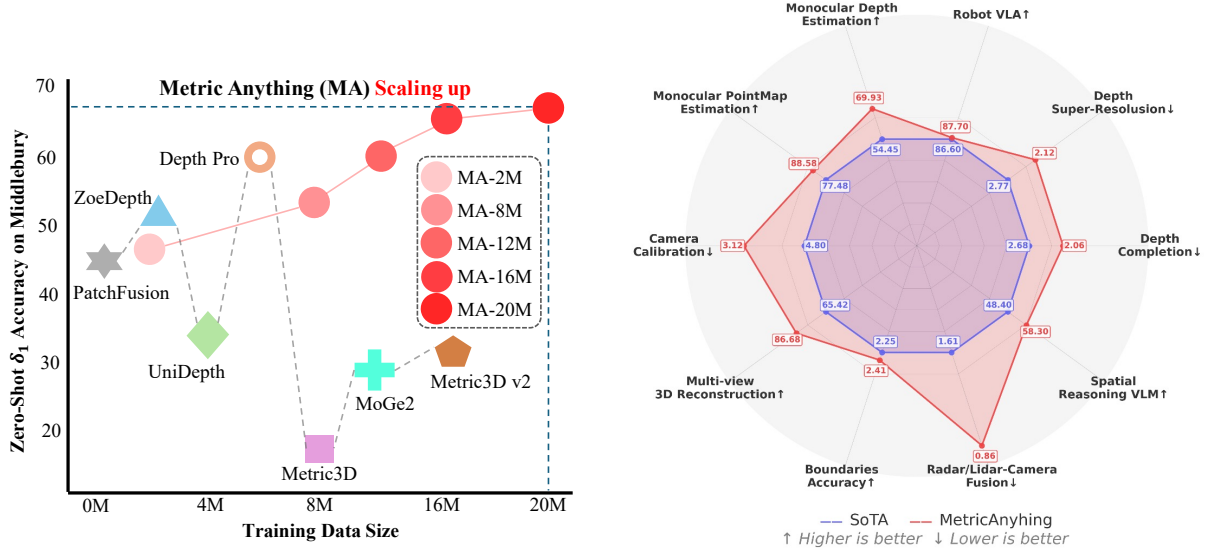 Metric Anything (MA) Scaling up
Zero-Shot δ1 Accuracy on Middlebury
70
60
50
40
30
20
Depth Pro
ZoeDepth
PatchFusion
UniDepth
Metric3D
MoGe2
Metric3D v2
MA-2M
MA-8M
MA-12M
MA-16M
MA-20M
0M
4M
8M
16M
20M
Training Data Size
Monocular Depth
Estimation↑
Robot VLA↑
Monocular PointMap
Estimation↑
Depth
Super-Resolusion↓
Camera
Calibration↓
Depth
Completion↓
Multi-view
3D Reconstruction↑
Spatial
Reasoning VLM↑
Boundaries
Accuracy↑
Radar/Lidar-Camera
Fusion↓
69.93
54.45
87.70
86.60
2.12
2.77
88.58
77.48
3.12
4.80
2.68
2.06
65.42
86.68
48.40
58.30
2.25
2.41
1.61
0.86
SoTA
MetricAnyhing
↑ Higher is better ↓ Lower is better